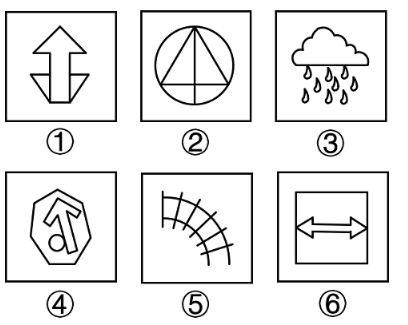 ① ② ③
④ ⑤ ⑥